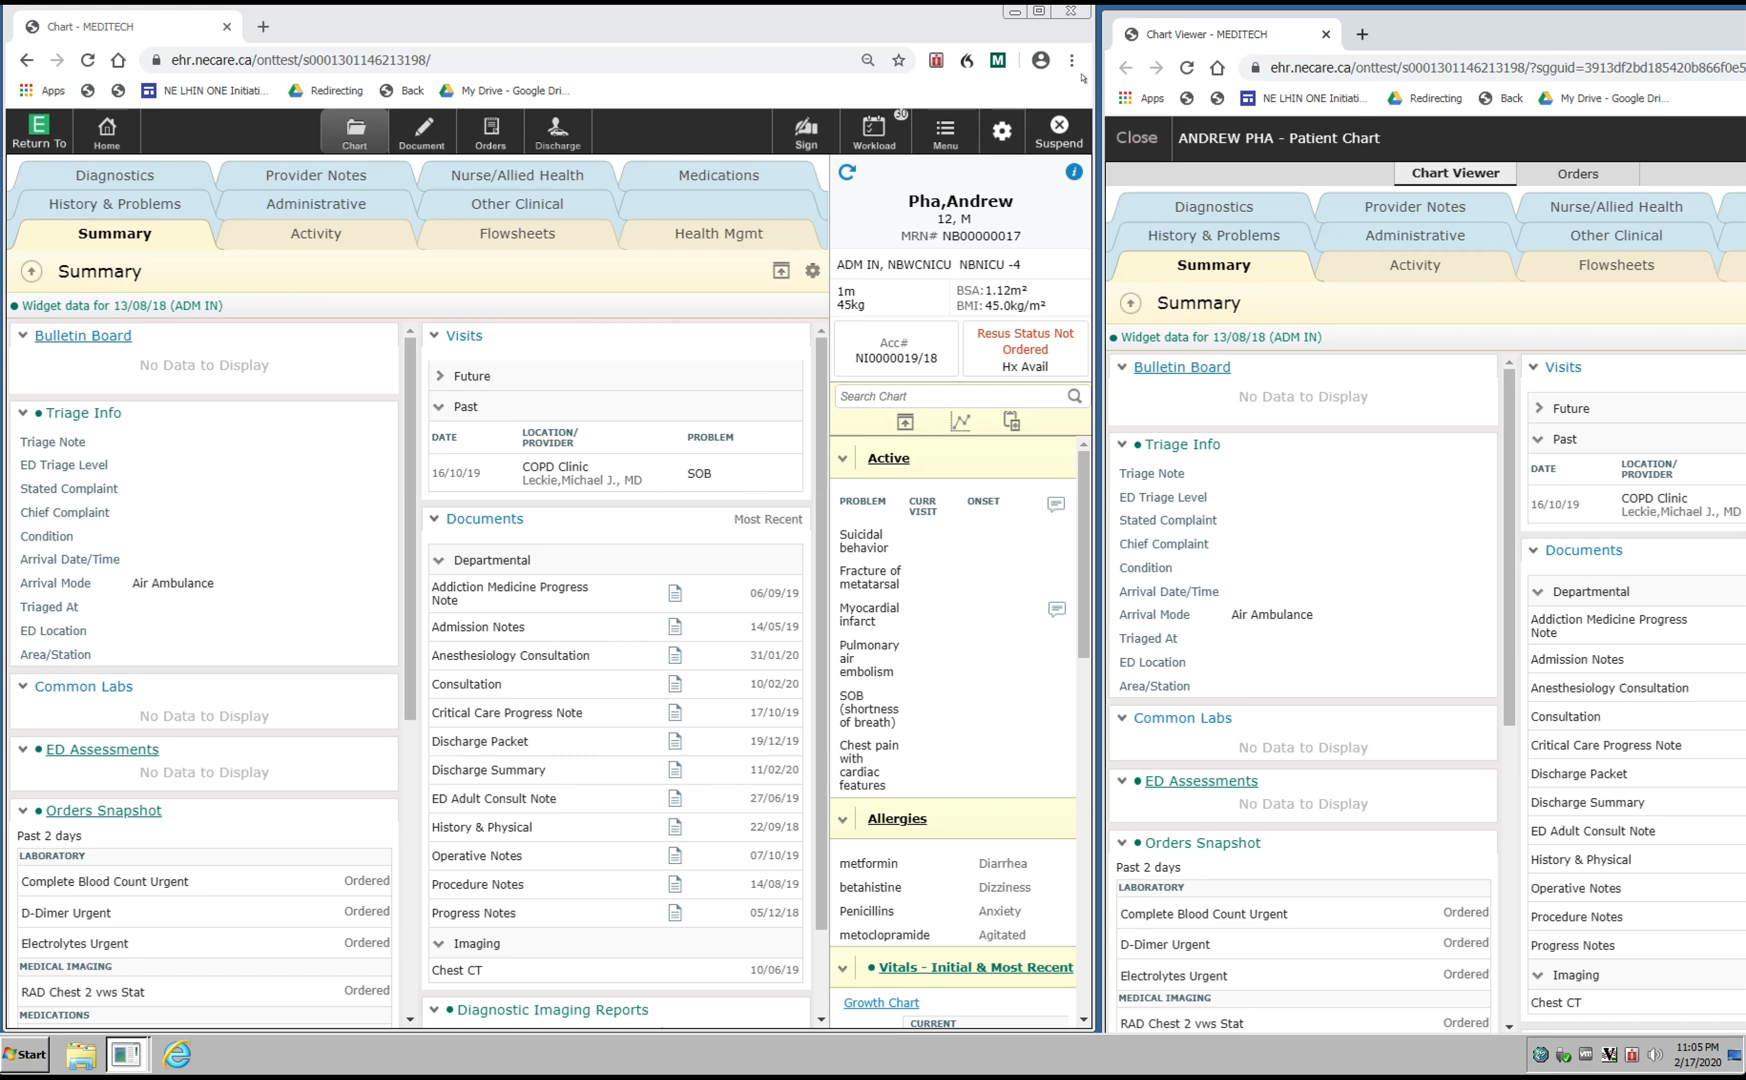 Chart - MEDITECH
ehr.necare.ca/onttest/s0001301146213198/
Apps
NE LHIN ONE Initiati...
Redirecting
Back
My Drive - Google Dri...
M
E
Return To
Home
Chart
Document
Orders
Discharge
Sign
50
Workload
Menu
Suspend
Diagnostics
Provider Notes
Nurse/Allied Health
Medications
History & Problems
Administrative
Other Clinical
Summary
Activity
Flowsheets
Health Mgmt
Summary
Widget data for 13/08/18 (ADM IN)
Bulletin Board
No Data to Display
Triage Info
Triage Note
ED Triage Level
Stated Complaint
Chief Complaint
Condition
Arrival Date/Time
Arrival Mode Air Ambulance
Triaged At
ED Location
Area/Station
Common Labs
No Data to Display
ED Assessments
No Data to Display
Orders Snapshot
Past 2 days
LABORATORY
Complete Blood Count Urgent Ordered
D-Dimer Urgent Ordered
Electrolytes Urgent Ordered
MEDICAL IMAGING
RAD Chest 2 vws Stat Ordered
MEDICATIONS
Visits
Future
Past
DATE LOCATION/ PROVIDER PROBLEM
16/10/19 COPD Clinic SOB
Leckie,Michael J., MD
Documents Most Recent
Departmental
Addiction Medicine Progress Note 06/09/19
Admission Notes 14/05/19
Anesthesiology Consultation 31/01/20
Consultation 10/02/20
Critical Care Progress Note 17/10/19
Discharge Packet 19/12/19
Discharge Summary 11/02/20
ED Adult Consult Note 27/06/19
History & Physical 22/09/18
Operative Notes 07/10/19
Procedure Notes 14/08/19
Progress Notes 05/12/18
Imaging
Chest CT 10/06/19
Diagnostic Imaging Reports
Pha,Andrew
12, M
MRN# NB00000017
ADM IN, NBWCNICU NBNICU -4
1m
45kg
BSA:1.12m²
BMI: 45.0kg/m²
Acc#
NI0000019/18
Resus Status Not
Ordered
Hx Avail
Search Chart
Active
PROBLEM CURR VISIT ONSET
Suicidal
behavior
Fracture of
metatarsal
Myocardial
infarct
Pulmonary
air
embolism
SOB
(shortness
of breath)
Chest pain
with
cardiac
features
Allergies
metformin Diarrhea
betahistine Dizziness
Penicillins Anxiety
metoclopramide Agitated
Vitals - Initial & Most Recent
Growth Chart
CURRENT
Chart Viewer - MEDITECH
ehr.necare.ca/onttest/s0001301146213198/?sgguid=3913df2bd185420b866f0e5
Apps
NE LHIN ONE Initiati...
Redirecting
Back
My Drive - Google Dri...
Close
ANDREW PHA - Patient Chart
Chart Viewer
Orders
Diagnostics
Provider Notes
Nurse/Allied Health
History & Problems
Administrative
Other Clinical
Summary
Activity
Flowsheets
Summary
Widget data for 13/08/18 (ADM IN)
Bulletin Board
No Data to Display
Triage Info
Triage Note
ED Triage Level
Stated Complaint
Chief Complaint
Condition
Arrival Date/Time
Arrival Mode Air Ambulance
Triaged At
ED Location
Area/Station
Common Labs
No Data to Display
ED Assessments
No Data to Display
Orders Snapshot
Past 2 days
LABORATORY
Complete Blood Count Urgent Ordered
D-Dimer Urgent Ordered
Electrolytes Urgent Ordered
MEDICAL IMAGING
RAD Chest 2 vws Stat Ordered
Visits
Future
Past
DATE LOCATION/ PROVIDER
16/10/19 COPD Clinic
Leckie,Michael J., MD
Documents
Departmental
Addiction Medicine Progress
Note
Admission Notes
Anesthesiology Consultation
Consultation
Critical Care Progress Note
Discharge Packet
Discharge Summary
ED Adult Consult Note
History & Physical
Operative Notes
Procedure Notes
Progress Notes
Imaging
Chest CT
Start
11:05 PM
2/17/2020